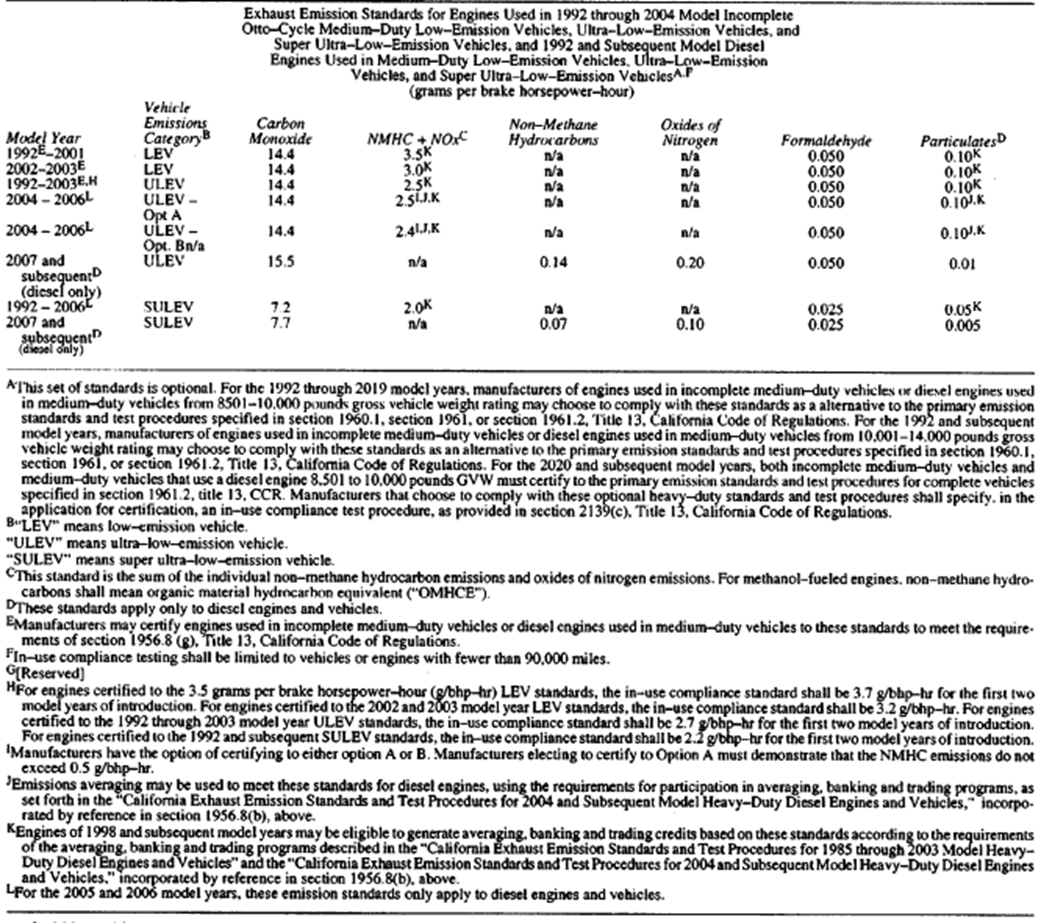 Exhaust Emission Standards for Engines Used in 1992 through 2004 Model Incomplete
Otto–Cycle Medium–Duty Low–Emission Vehicles, Ultra–Low–Emission Vehicles, and
Super Ultra–Low–Emission Vehicles, and 1992 and Subsequent Model Diesel
Engines Used in Medium–Duty Low–Emission Vehicles, Ultra–Low–Emission
Vehicles, and Super Ultra–Low–Emission Vehicles^A,F
(grams per brake horsepower–hour)
Vehicle
Emissions Carbon Non–Methane Oxides of
Model Year Category^B Monoxide NMHC + NOx^C Hydrocarbons Nitrogen Formaldehyde Particulates^D
1992^E–2001 LEV 14.4 3.5^K n/a n/a 0.050 0.10^K
2002–2003^E LEV 14.4 3.0^K n/a n/a 0.050 0.10^K
1992–2003^E,H ULEV 14.4 2.5^K n/a n/a 0.050 0.10^K
2004 – 2006^L ULEV – 14.4 2.5^I,J,K n/a n/a 0.050 0.10^J,K
Opt A
2004 – 2006^L ULEV – 14.4 2.4^I,J,K n/a n/a 0.050 0.10^J,K
Opt. Bn/a
2007 and ULEV 15.5 n/a 0.14 0.20 0.050 0.01
subsequent^D
(diesel only)
1992 – 2006^L SULEV 7.2 2.0^K n/a n/a 0.025 0.05^K
2007 and SULEV 7.7 n/a 0.07 0.10 0.025 0.005
subsequent^D
(diesel only)
^A This set of standards is optional. For the 1992 through 2019 model years, manufacturers of engines used in incomplete medium–duty vehicles or diesel engines used
in medium–duty vehicles from 8501–10,000 pounds gross vehicle weight rating may choose to comply with these standards as a alternative to the primary emission
standards and test procedures specified in section 1960.1, section 1961, or section 1961.2, Title 13, California Code of Regulations. For the 1992 and subsequent
model years, manufacturers of engines used in incomplete medium–duty vehicles or diesel engines used in medium–duty vehicles from 10,001–14,000 pounds gross
vehicle weight rating may choose to comply with these standards as an alternative to the primary emission standards and test procedures specified in section 1960.1,
section 1961, or section 1961.2, Title 13, California Code of Regulations. For the 2020 and subsequent model years, both incomplete medium–duty vehicles and
medium–duty vehicles that use a diesel engine 8,501 to 10,000 pounds GVW must certify to the primary emission standards and test procedures for complete vehicles
specified in section 1961.2, title 13, CCR. Manufacturers that choose to comply with these optional heavy–duty standards and test procedures shall specify, in the
application for certification, an in–use compliance test procedure, as provided in section 2139(c), Title 13, California Code of Regulations.
^B "LEV" means low–emission vehicle.
"ULEV" means ultra–low–emission vehicle.
"SULEV" means super ultra–low–emission vehicle.
^C This standard is the sum of the individual non–methane hydrocarbon emissions and oxides of nitrogen emissions. For methanol–fueled engines, non–methane hydro-
carbons shall mean organic material hydrocarbon equivalent ("OMHCE").
^D These standards apply only to diesel engines and vehicles.
^E Manufacturers may certify engines used in incomplete medium–duty vehicles or diesel engines used in medium–duty vehicles to these standards to meet the require-
ments of section 1956.8 (g), Title 13, California Code of Regulations.
^F In–use compliance testing shall be limited to vehicles or engines with fewer than 90,000 miles.
^G [Reserved]
^H For engines certified to the 3.5 grams per brake horsepower–hour (g/bhp–hr) LEV standards, the in–use compliance standard shall be 3.7 g/bhp–hr for the first two
model years of introduction. For engines certified to the 2002 and 2003 model year LEV standards, the in–use compliance standard shall be 3.2 g/bhp–hr. For engines
certified to the 1992 through 2003 model year ULEV standards, the in–use compliance standard shall be 2.7 g/bhp–hr for the first two model years of introduction.
For engines certified to the 1992 and subsequent SULEV standards, the in–use compliance standard shall be 2.2 g/bhp–hr for the first two model years of introduction.
^I Manufacturers have the option of certifying to either option A or B. Manufacturers electing to certify to Option A must demonstrate that the NMHC emissions do not
exceed 0.5 g/bhp–hr.
^J Emissions averaging may be used to meet these standards for diesel engines, using the requirements for participation in averaging, banking and trading programs, as
set forth in the "California Exhaust Emission Standards and Test Procedures for 2004 and Subsequent Model Heavy–Duty Diesel Engines and Vehicles," incorpo-
rated by reference in section 1956.8(b), above.
^K Engines of 1998 and subsequent model years may be eligible to generate averaging, banking and trading credits based on these standards according to the requirements
of the averaging, banking and trading programs described in the "California Exhaust Emission Standards and Test Procedures for 1985 through 2003 Model Heavy–
Duty Diesel Engines and Vehicles" and the "California Exhaust Emission Standards and Test Procedures for 2004 and Subsequent Model Heavy–Duty Diesel Engines
and Vehicles," incorporated by reference in section 1956.8(b), above.
^L For the 2005 and 2006 model years, these emission standards only apply to diesel engines and vehicles.